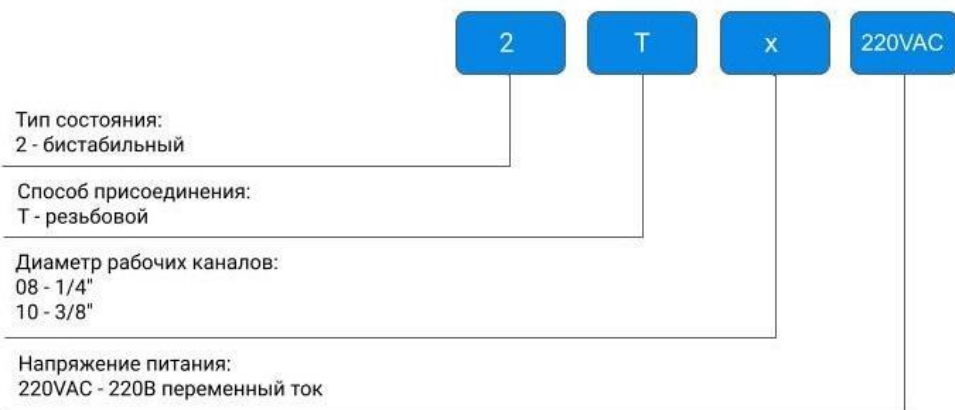 2 T x 220VAC
Тип состояния:
2 - бистабильный
Способ присоединения:
Т - резьбовой
Диаметр рабочих каналов:
08 - 1/4"
10 - 3/8"
Напряжение питания:
220VAC - 220В переменный ток